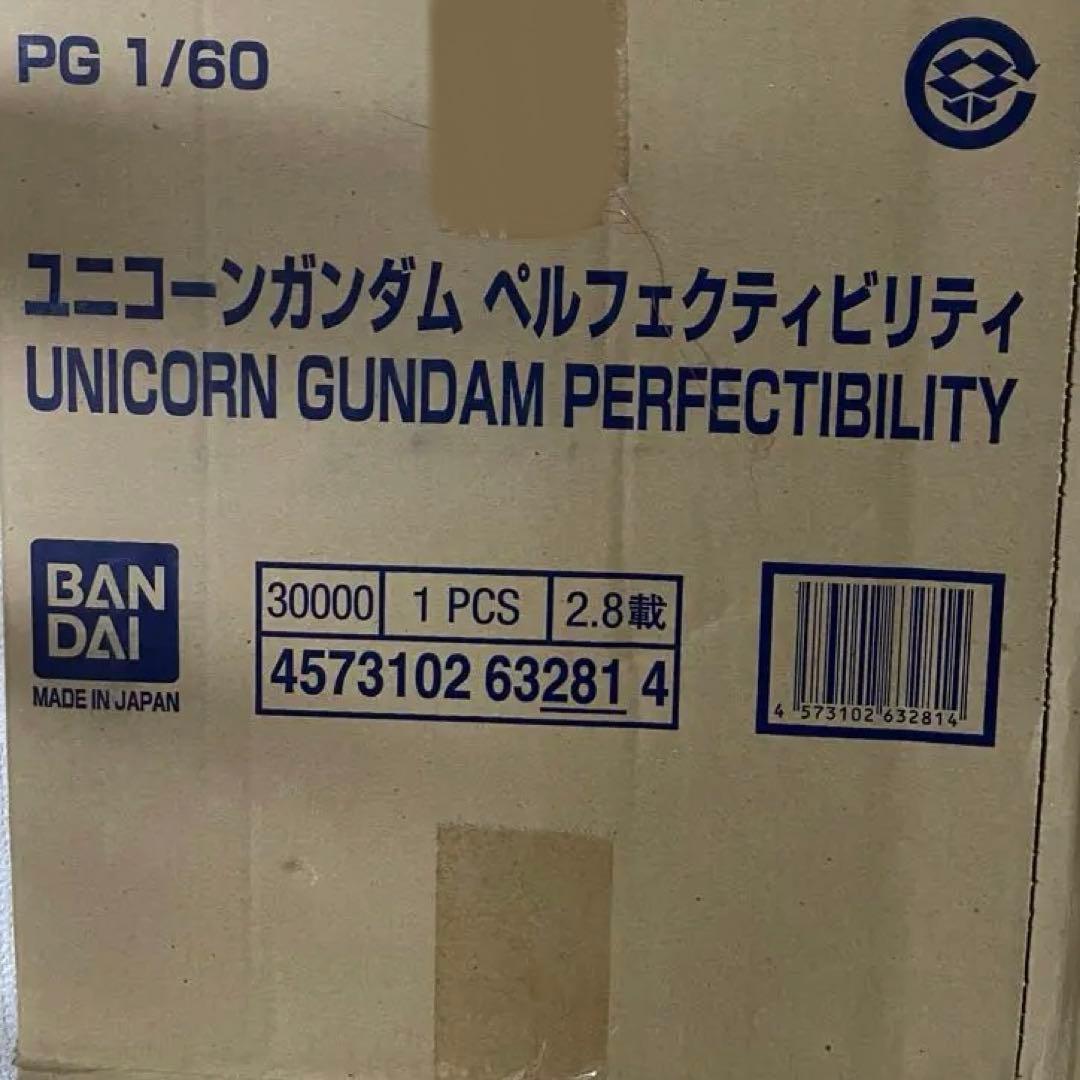 PG 1/60
ユニコーンガンダム ペルフェクティビリティ
UNICORN GUNDAM PERFECTIBILITY
BAN
DAI
MADE IN JAPAN
30000 1 PCS 2.8載
4573102 63281 4
4 573102 632814